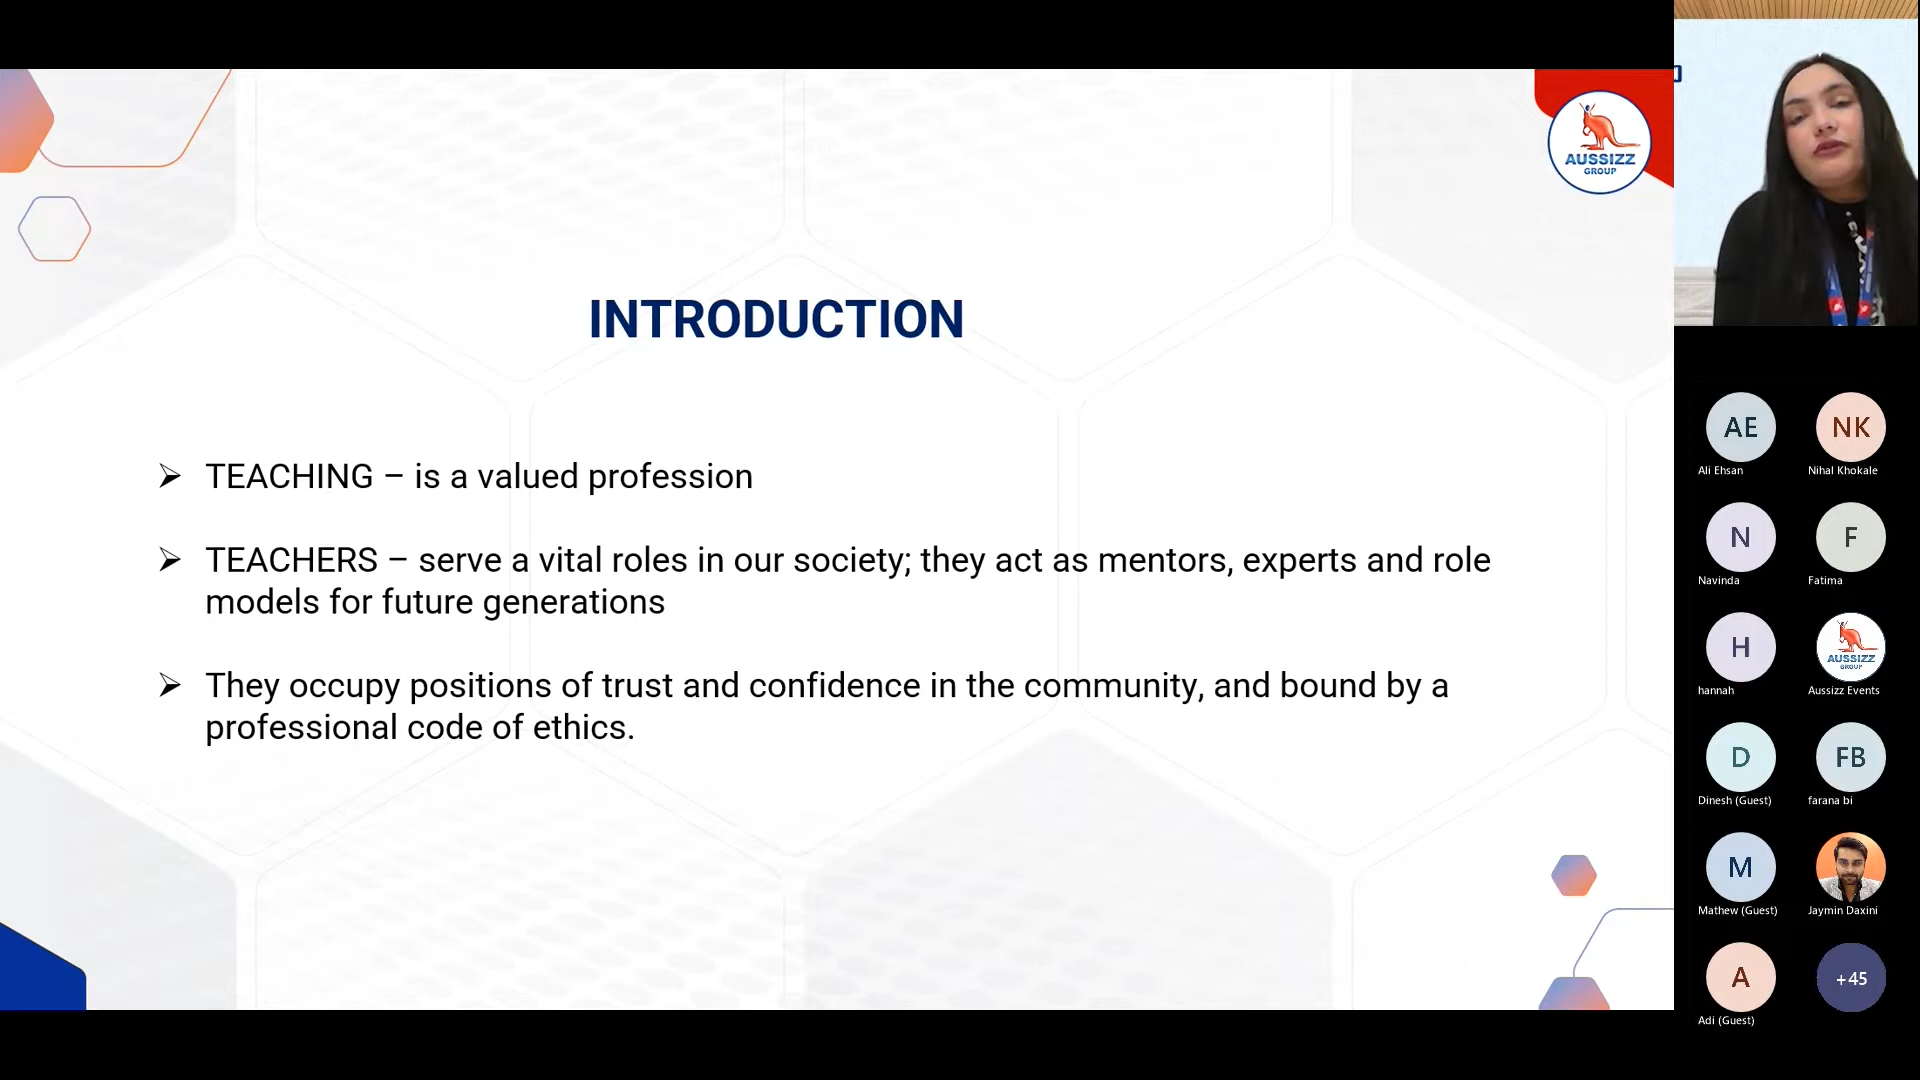 AUSSIZZ
GROUP
INTRODUCTION
TEACHING – is a valued profession
TEACHERS – serve a vital roles in our society; they act as mentors, experts and role
models for future generations
They occupy positions of trust and confidence in the community, and bound by a
professional code of ethics.
AE
NK
Ali Ehsan
Nihal Khokale
N
F
Navinda
Fatima
H
AUSSIZZ
GROUP
hannah
Aussizz Events
D
FB
Dinesh (Guest)
farana bi
M
Mathew (Guest)
Jaymin Daxini
A
+45
Adi (Guest)